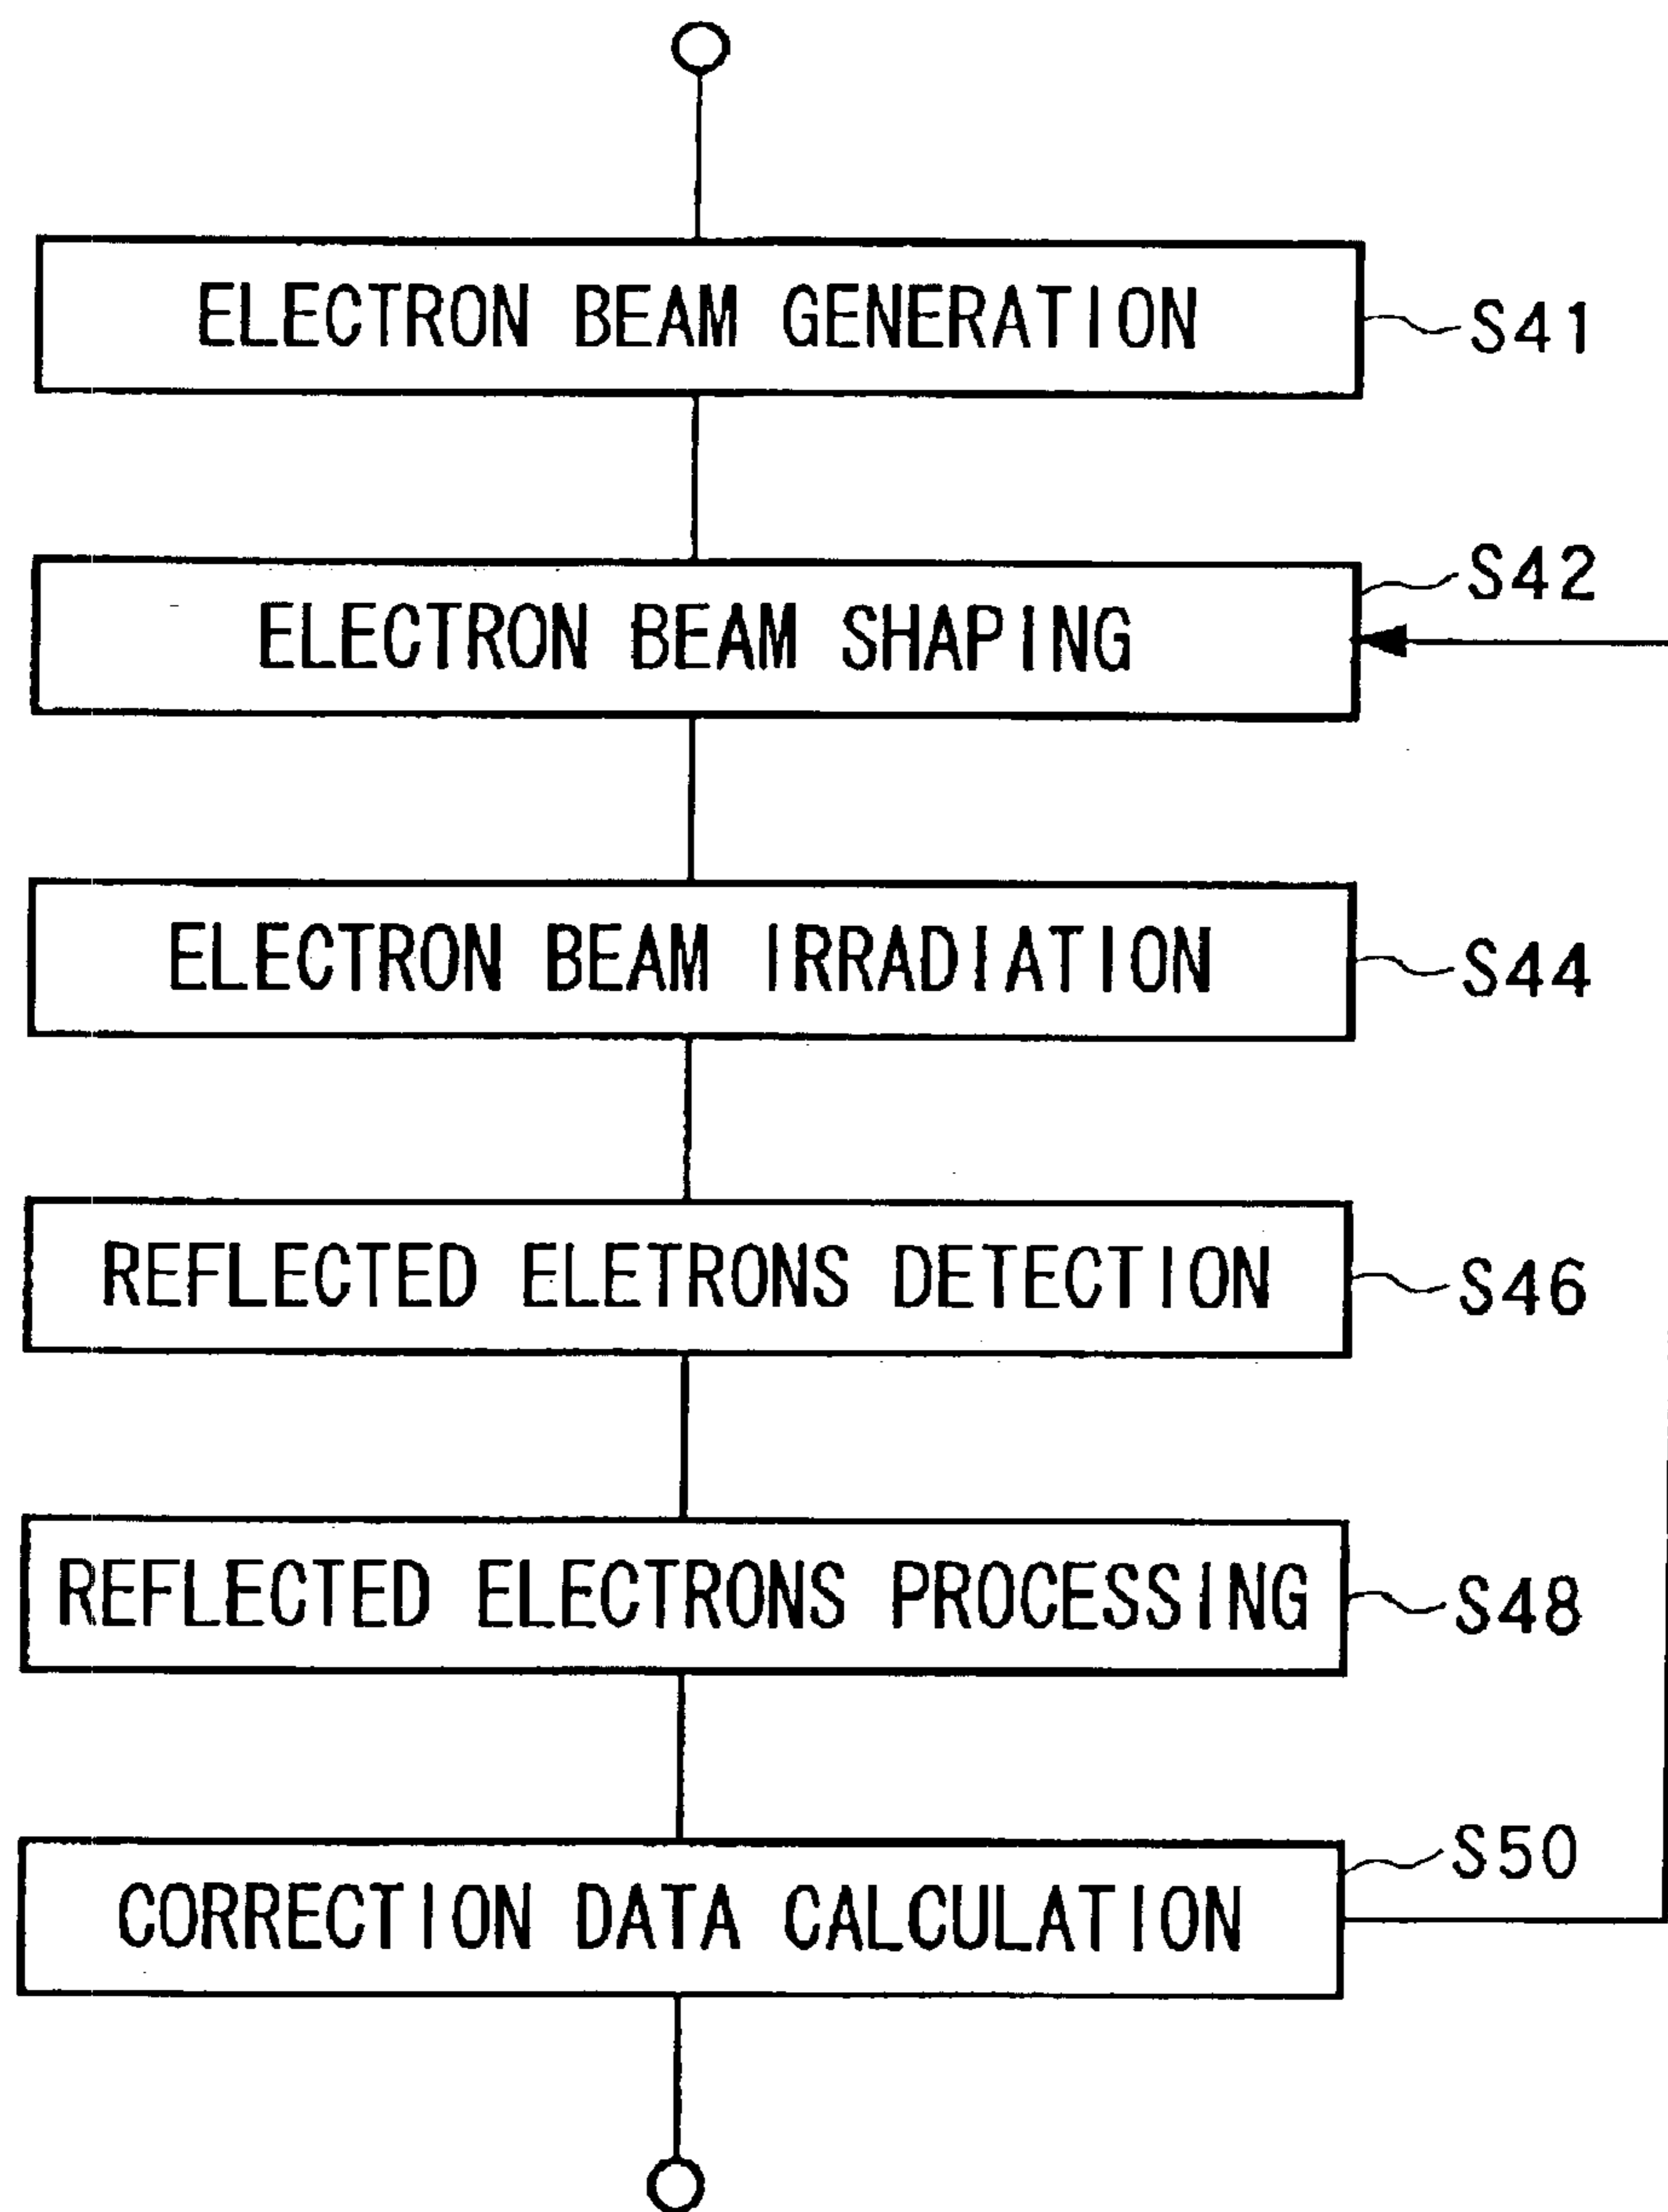 ELECTRON BEAM GENERATION S41
ELECTRON BEAM SHAPING S42
ELECTRON BEAM IRRADIATION S44
REFLECTED ELETRONS DETECTION S46
REFLECTED ELECTRONS PROCESSING S48
CORRECTION DATA CALCULATION S50